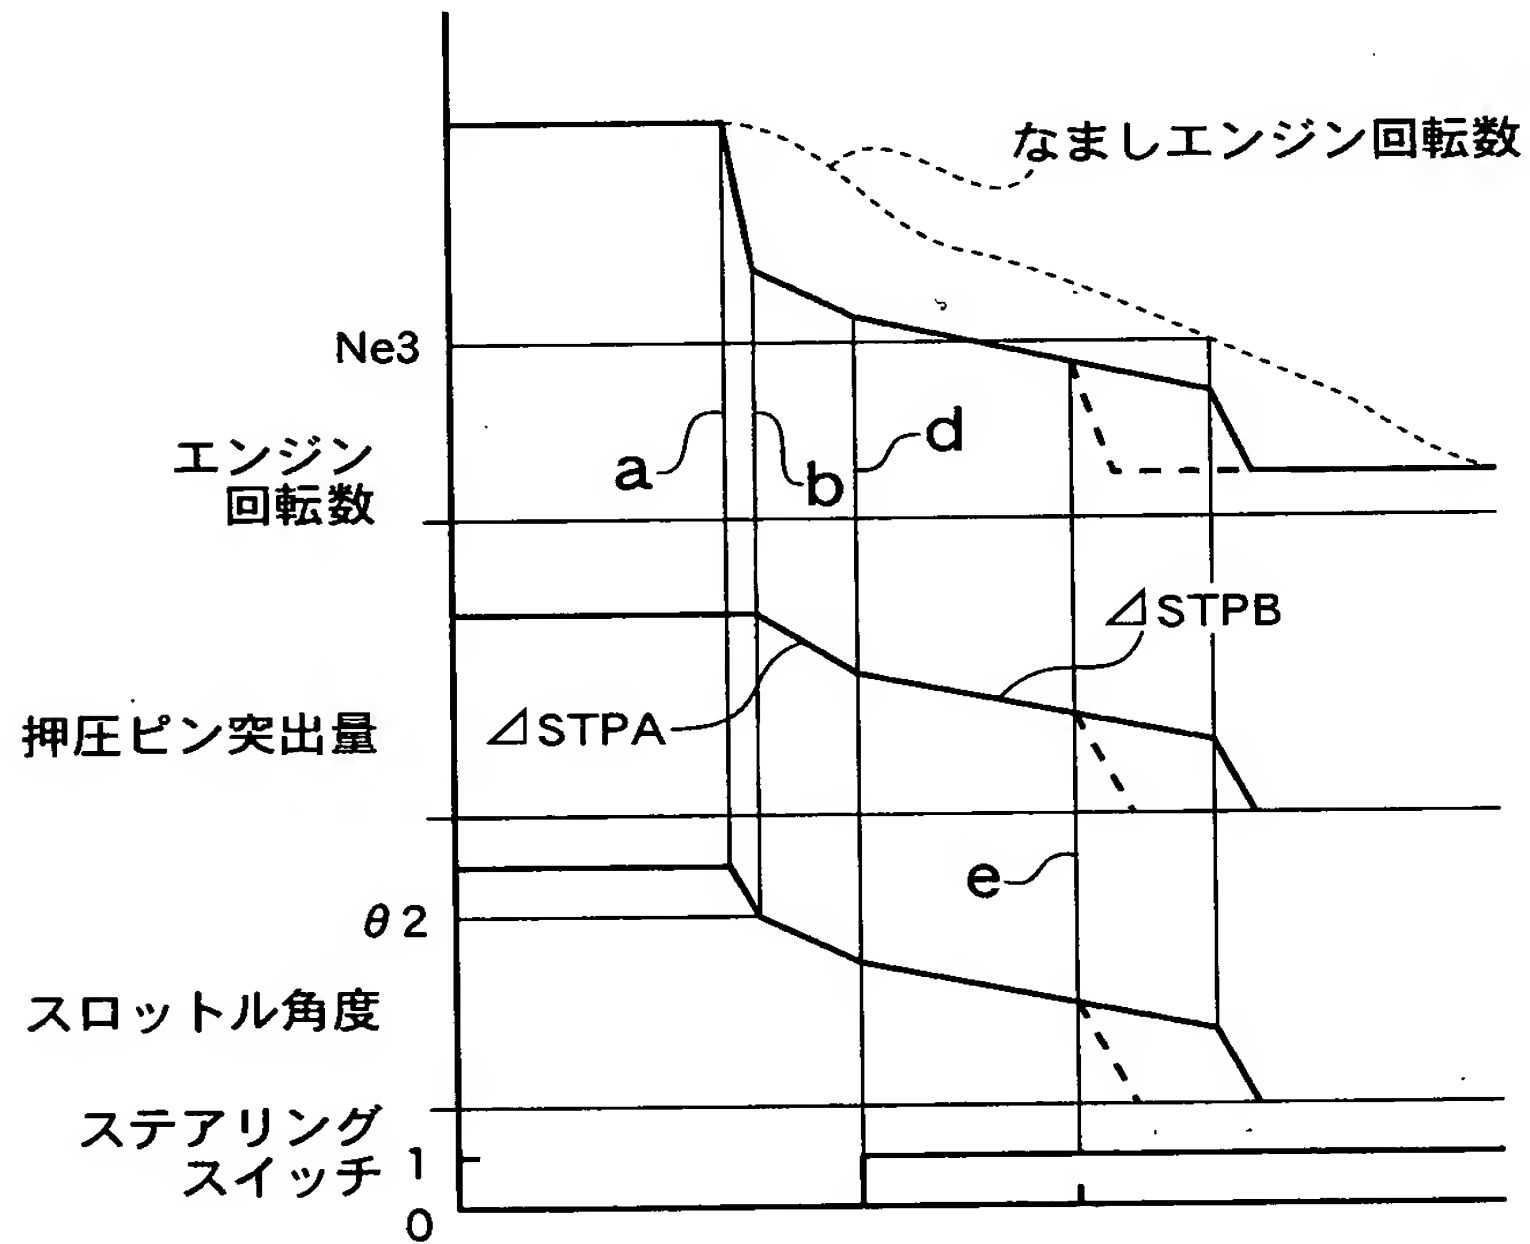 なましエンジン回転数
Ne3
エンジン
回転数
a
b
d
⊿STPB
押圧ピン突出量
⊿STPA
e
θ2
スロットル角度
ステアリング
スイッチ
1
0